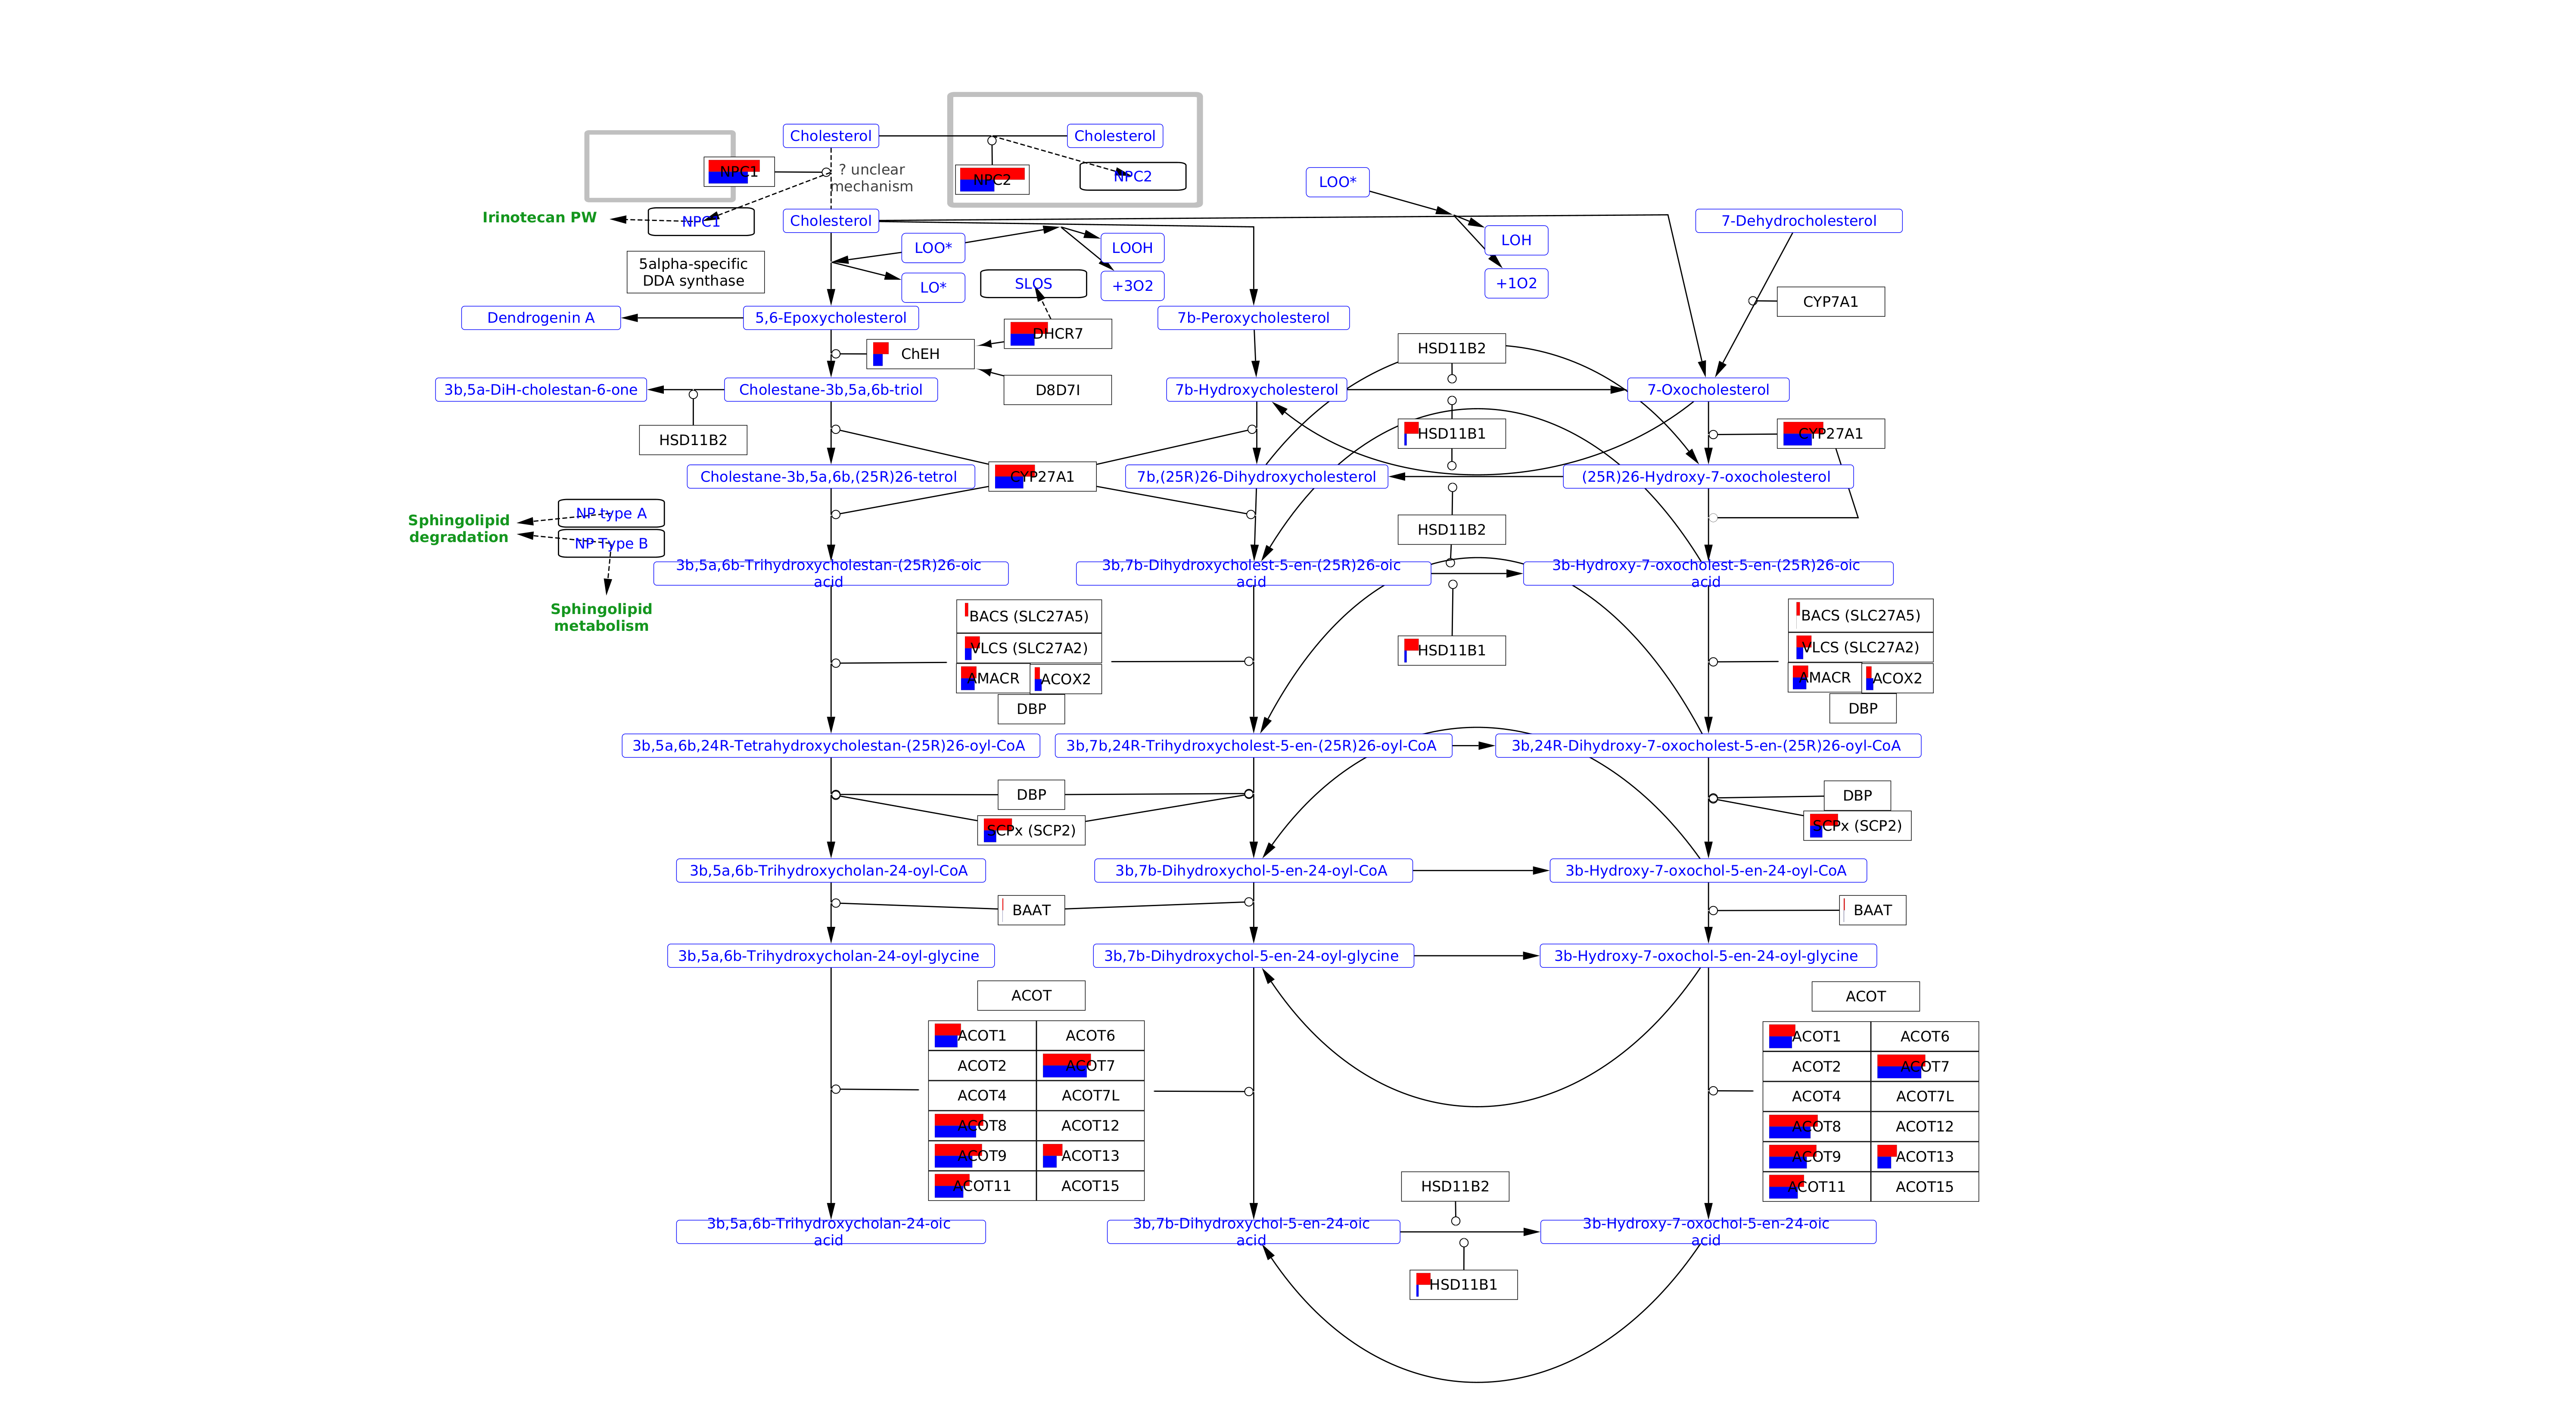 Cholesterol
Cholesterol
NPC1
? unclear
mechanism
NPC2
NPC2
LOO*
Irinotecan PW
NPC1
Cholesterol
7-Dehydrocholesterol
LOO*
LOOH
LOH
5alpha-specific
DDA synthase
SLOS
LO*
+3O2
+1O2
CYP7A1
Dendrogenin A
5,6-Epoxycholesterol
7b-Peroxycholesterol
DHCR7
ChEH
HSD11B2
3b,5a-DiH-cholestan-6-one
Cholestane-3b,5a,6b-triol
D8D7I
7b-Hydroxycholesterol
7-Oxocholesterol
HSD11B2
HSD11B1
CYP27A1
Cholestane-3b,5a,6b,(25R)26-tetrol
CYP27A1
7b,(25R)26-Dihydroxycholesterol
(25R)26-Hydroxy-7-oxocholesterol
Sphingolipid
degradation
NP type A
NP Type B
HSD11B2
3b,5a,6b-Trihydroxycholestan-(25R)26-oic
acid
3b,7b-Dihydroxycholest-5-en-(25R)26-oic
acid
3b-Hydroxy-7-oxocholest-5-en-(25R)26-oic
acid
Sphingolipid
metabolism
BACS (SLC27A5)
VLCS (SLC27A2)
AMACR
ACOX2
DBP
HSD11B1
BACS (SLC27A5)
VLCS (SLC27A2)
AMACR
ACOX2
DBP
3b,5a,6b,24R-Tetrahydroxycholestan-(25R)26-oyl-CoA
3b,7b,24R-Trihydroxycholest-5-en-(25R)26-oyl-CoA
3b,24R-Dihydroxy-7-oxocholest-5-en-(25R)26-oyl-CoA
DBP
SCPx (SCP2)
DBP
SCPx (SCP2)
3b,5a,6b-Trihydroxycholan-24-oyl-CoA
3b,7b-Dihydroxychol-5-en-24-oyl-CoA
3b-Hydroxy-7-oxochol-5-en-24-oyl-CoA
BAAT
BAAT
3b,5a,6b-Trihydroxycholan-24-oyl-glycine
3b,7b-Dihydroxychol-5-en-24-oyl-glycine
3b-Hydroxy-7-oxochol-5-en-24-oyl-glycine
ACOT
ACOT1
ACOT6
ACOT2
ACOT7
ACOT4
ACOT7L
ACOT8
ACOT12
ACOT9
ACOT13
ACOT11
ACOT15
ACOT
ACOT1
ACOT6
ACOT2
ACOT7
ACOT4
ACOT7L
ACOT8
ACOT12
ACOT9
ACOT13
ACOT11
ACOT15
HSD11B2
3b,5a,6b-Trihydroxycholan-24-oic
acid
3b,7b-Dihydroxychol-5-en-24-oic
acid
3b-Hydroxy-7-oxochol-5-en-24-oic
acid
HSD11B1